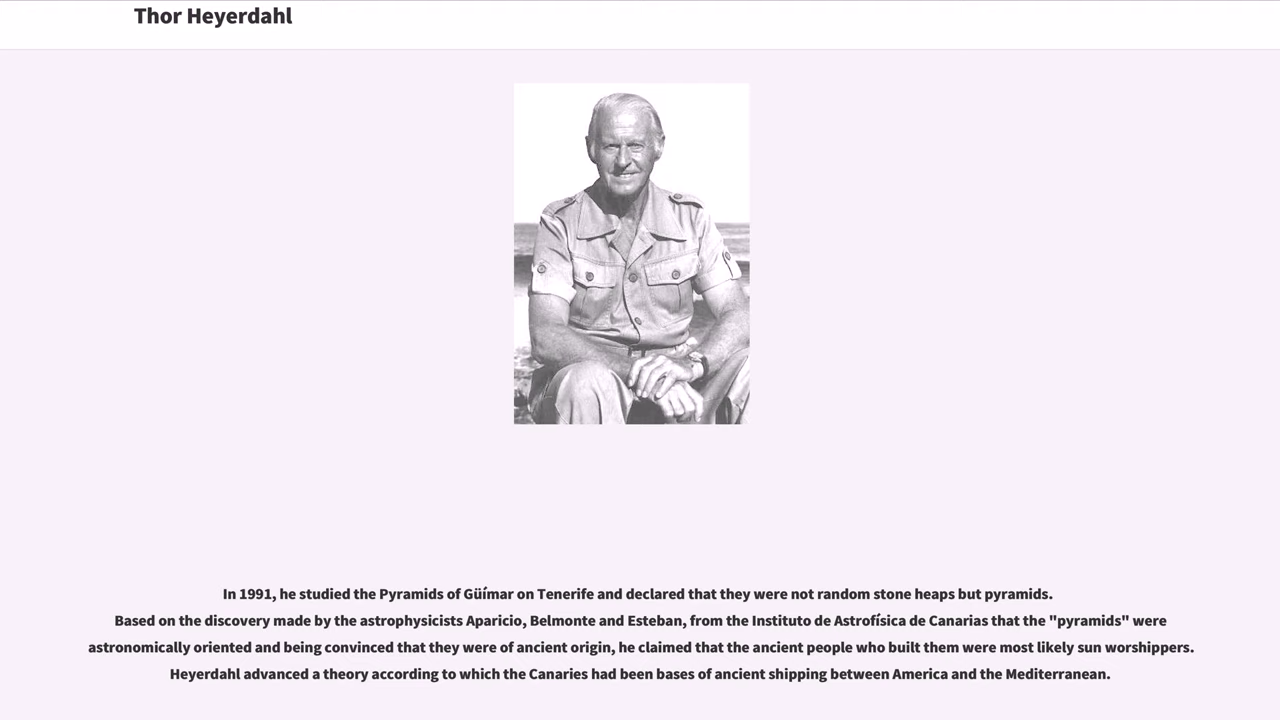 Thor Heyerdahl
In 1991, he studied the Pyramids of Güímar on Tenerife and declared that they were not random stone heaps but pyramids.
Based on the discovery made by the astrophysicists Aparicio, Belmonte and Esteban, from the Instituto de Astrofísica de Canarias that the "pyramids" were
astronomically oriented and being convinced that they were of ancient origin, he claimed that the ancient people who built them were most likely sun worshippers.
Heyerdahl advanced a theory according to which the Canaries had been bases of ancient shipping between America and the Mediterranean.